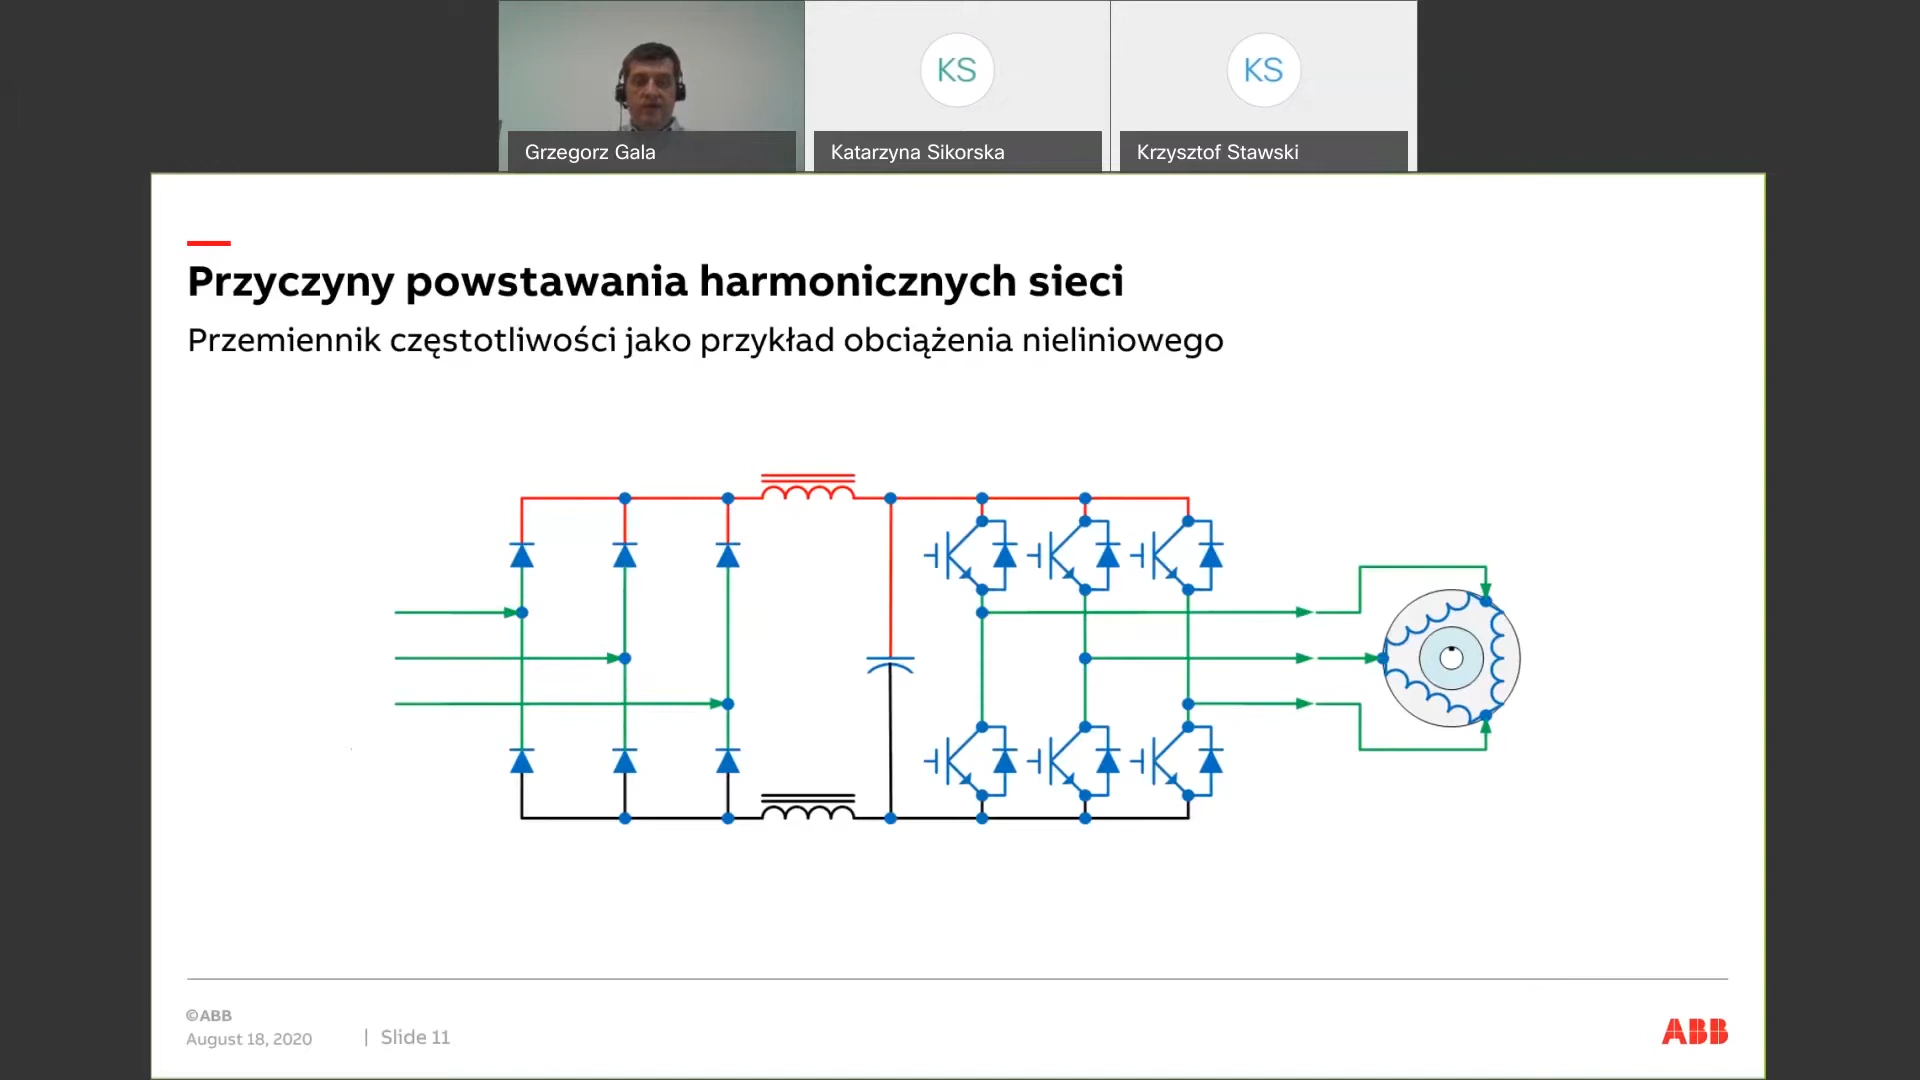 KS
KS
Grzegorz Gala
Katarzyna Sikorska
Krzysztof Stawski
Przyczyny powstawania harmonicznych sieci
Przemiennik częstotliwości jako przykład obciążenia nieliniowego
©ABB
August 18, 2020 | Slide 11
ABB